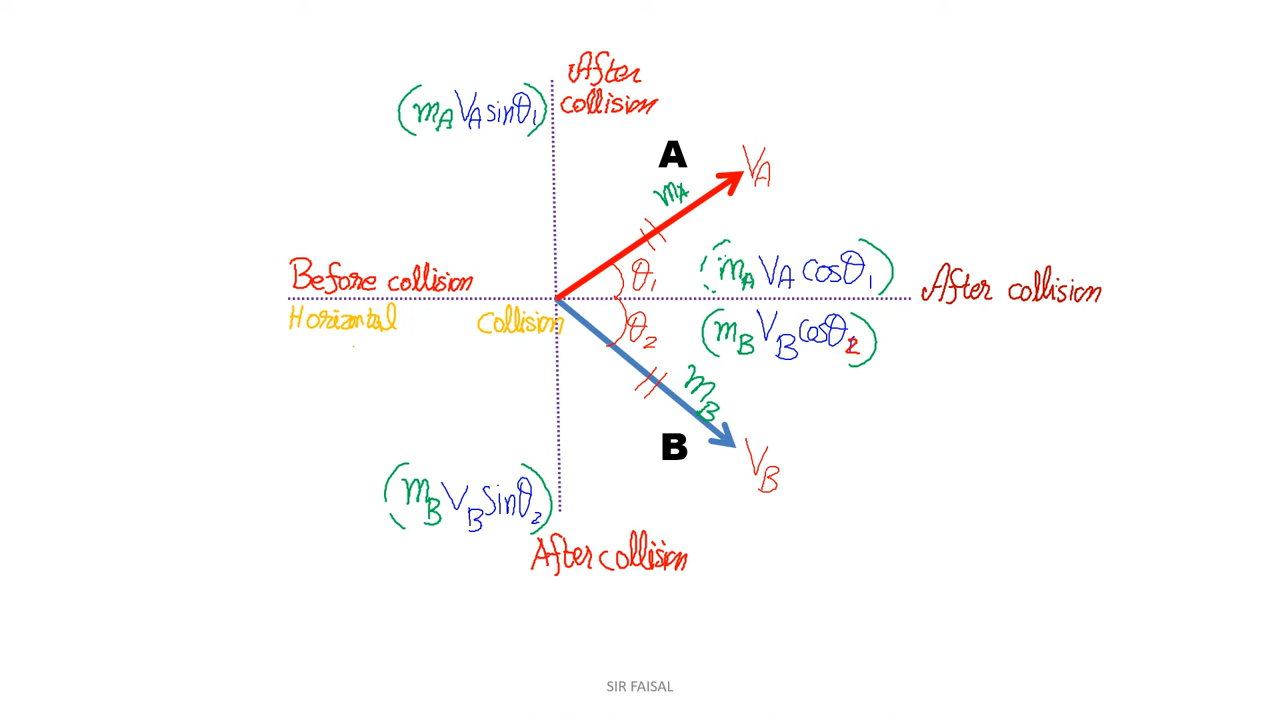 After
collision
(mA VA sinθ1)
A
VA
mA
θ1
(mA VA cosθ1)
Before collision
After collision
Horizontal
Collision
θ2
(mB VB cosθ2)
mB
B
VB
(mB VB sinθ2)
After collision
SIR FAISAL